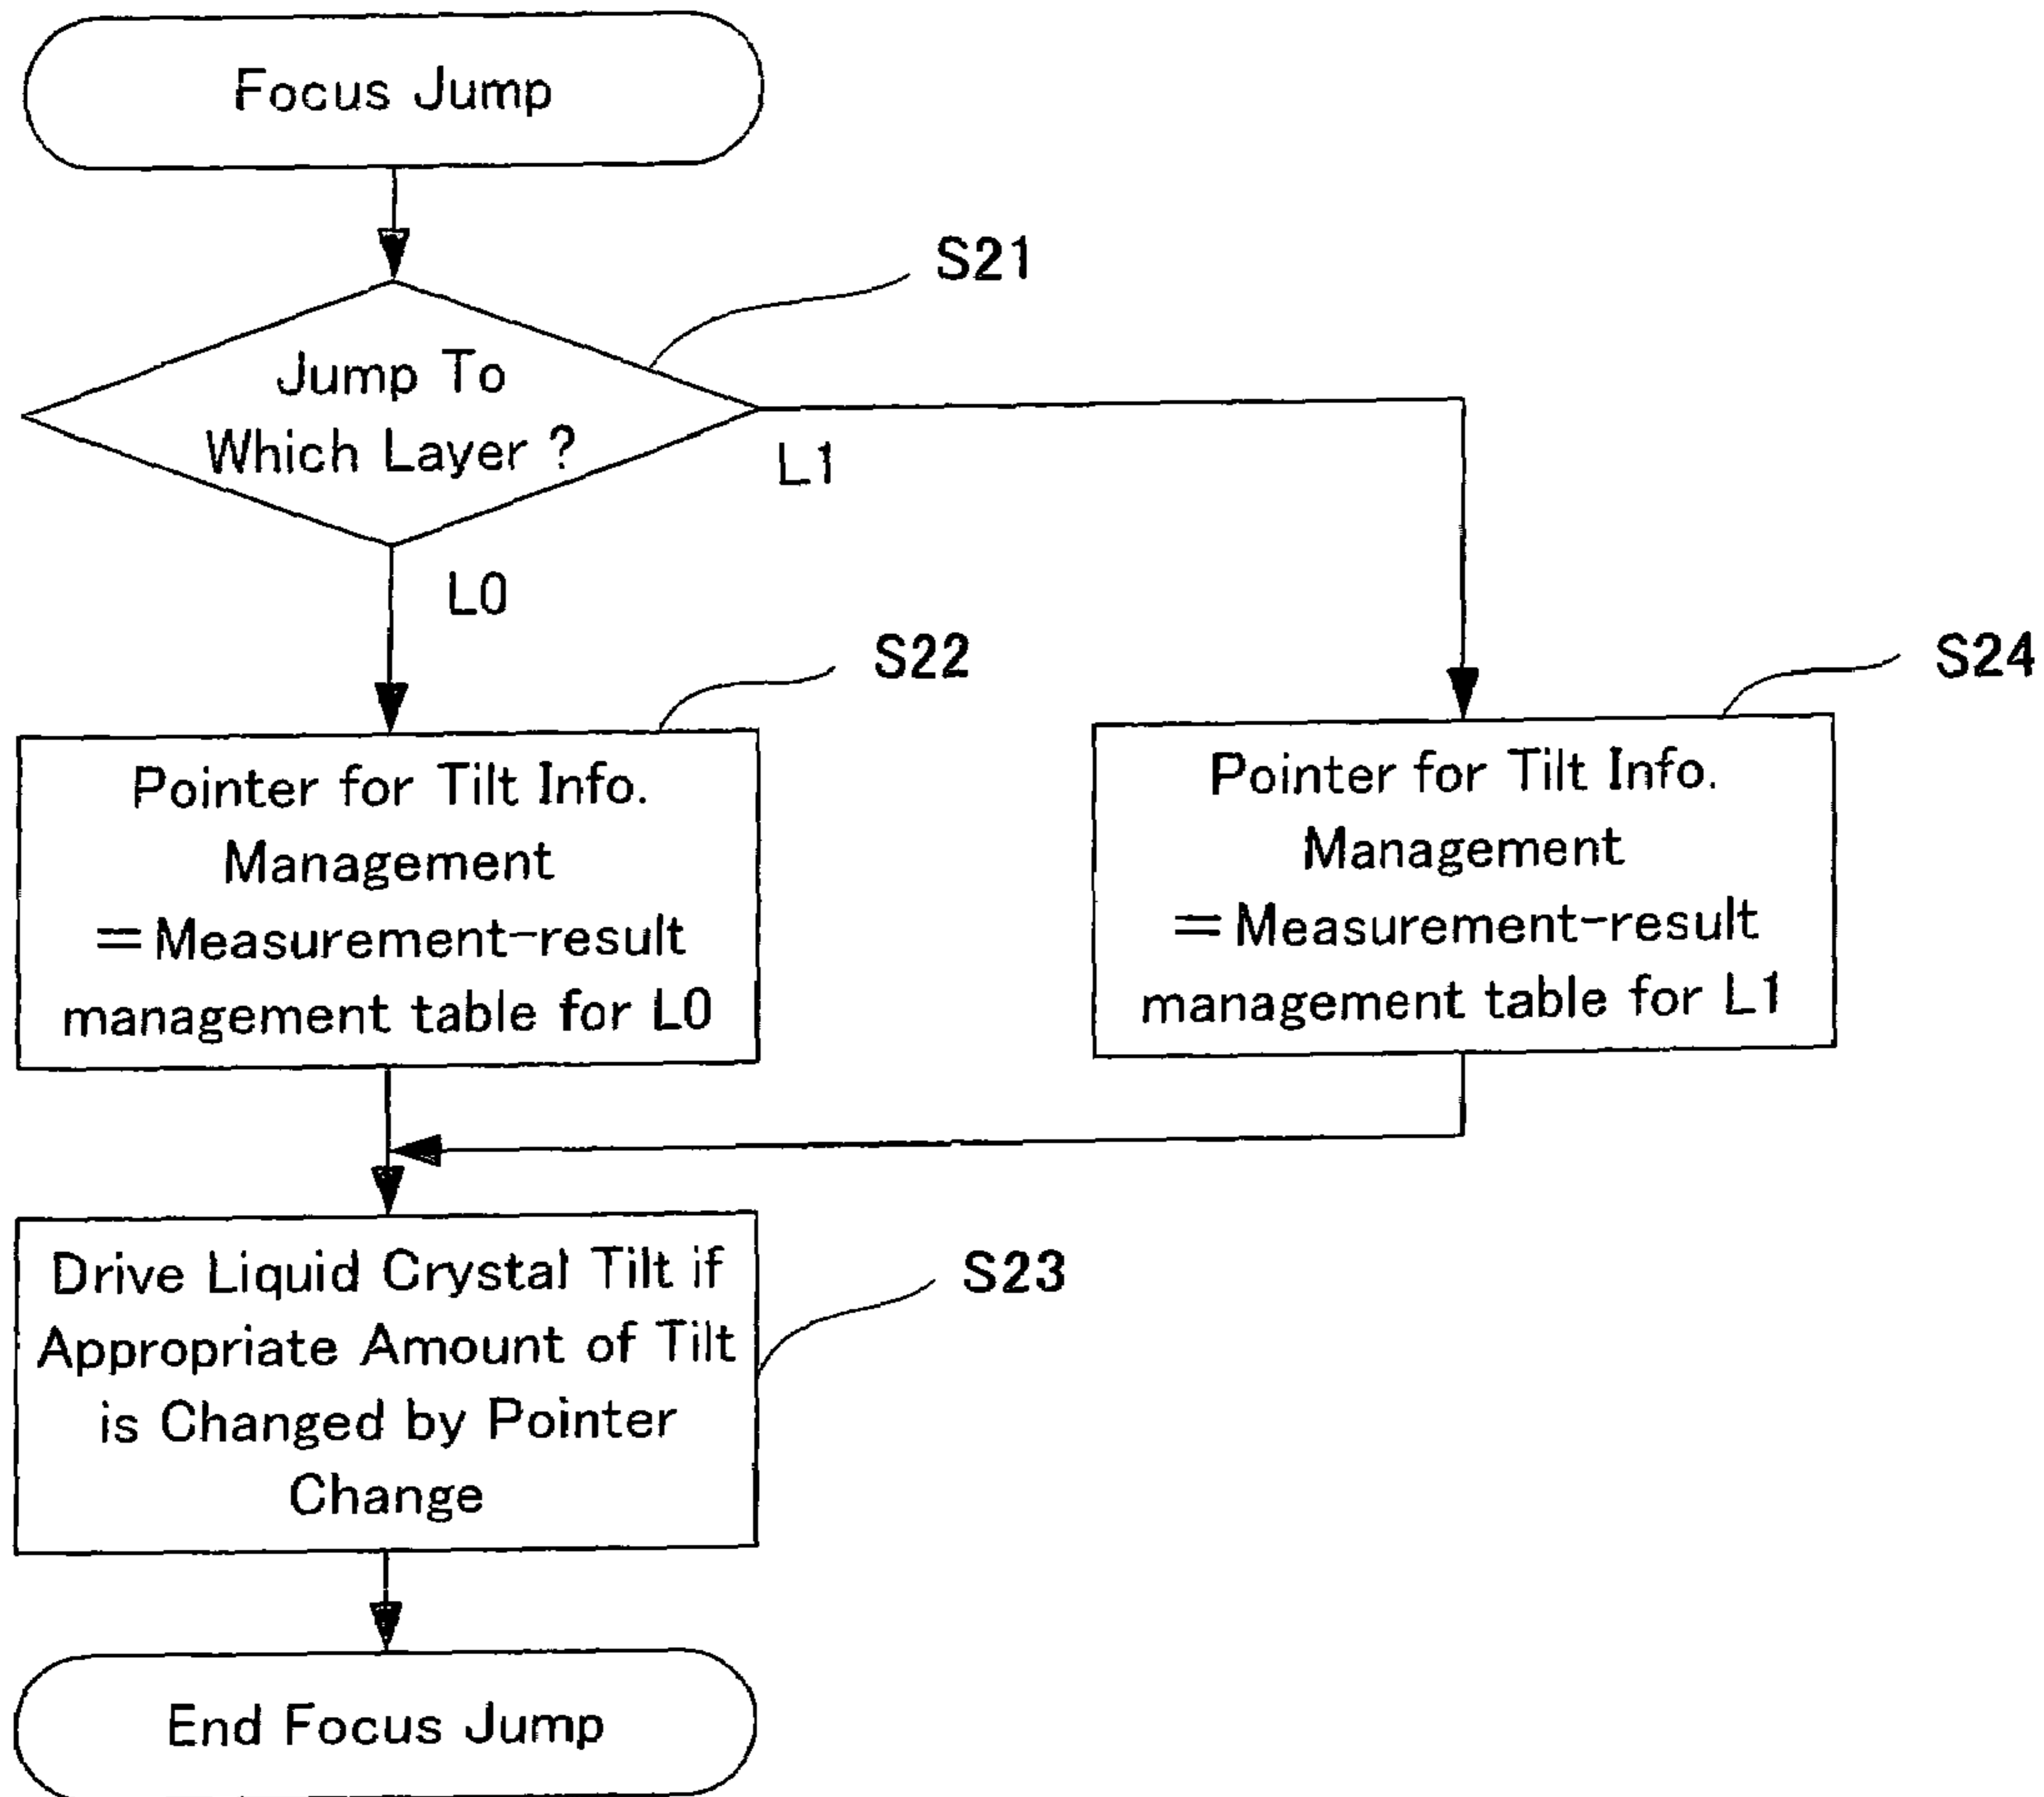 Focus Jump
S21
Jump To
Which Layer ?
L1
L0
S22
S24
Pointer for Tilt Info.
Management
=Measurement-result
management table for L0
Pointer for Tilt Info.
Management
=Measurement-result
management table for L1
Drive Liquid Crystal Tilt if
Appropriate Amount of Tilt
is Changed by Pointer
Change
S23
End Focus Jump